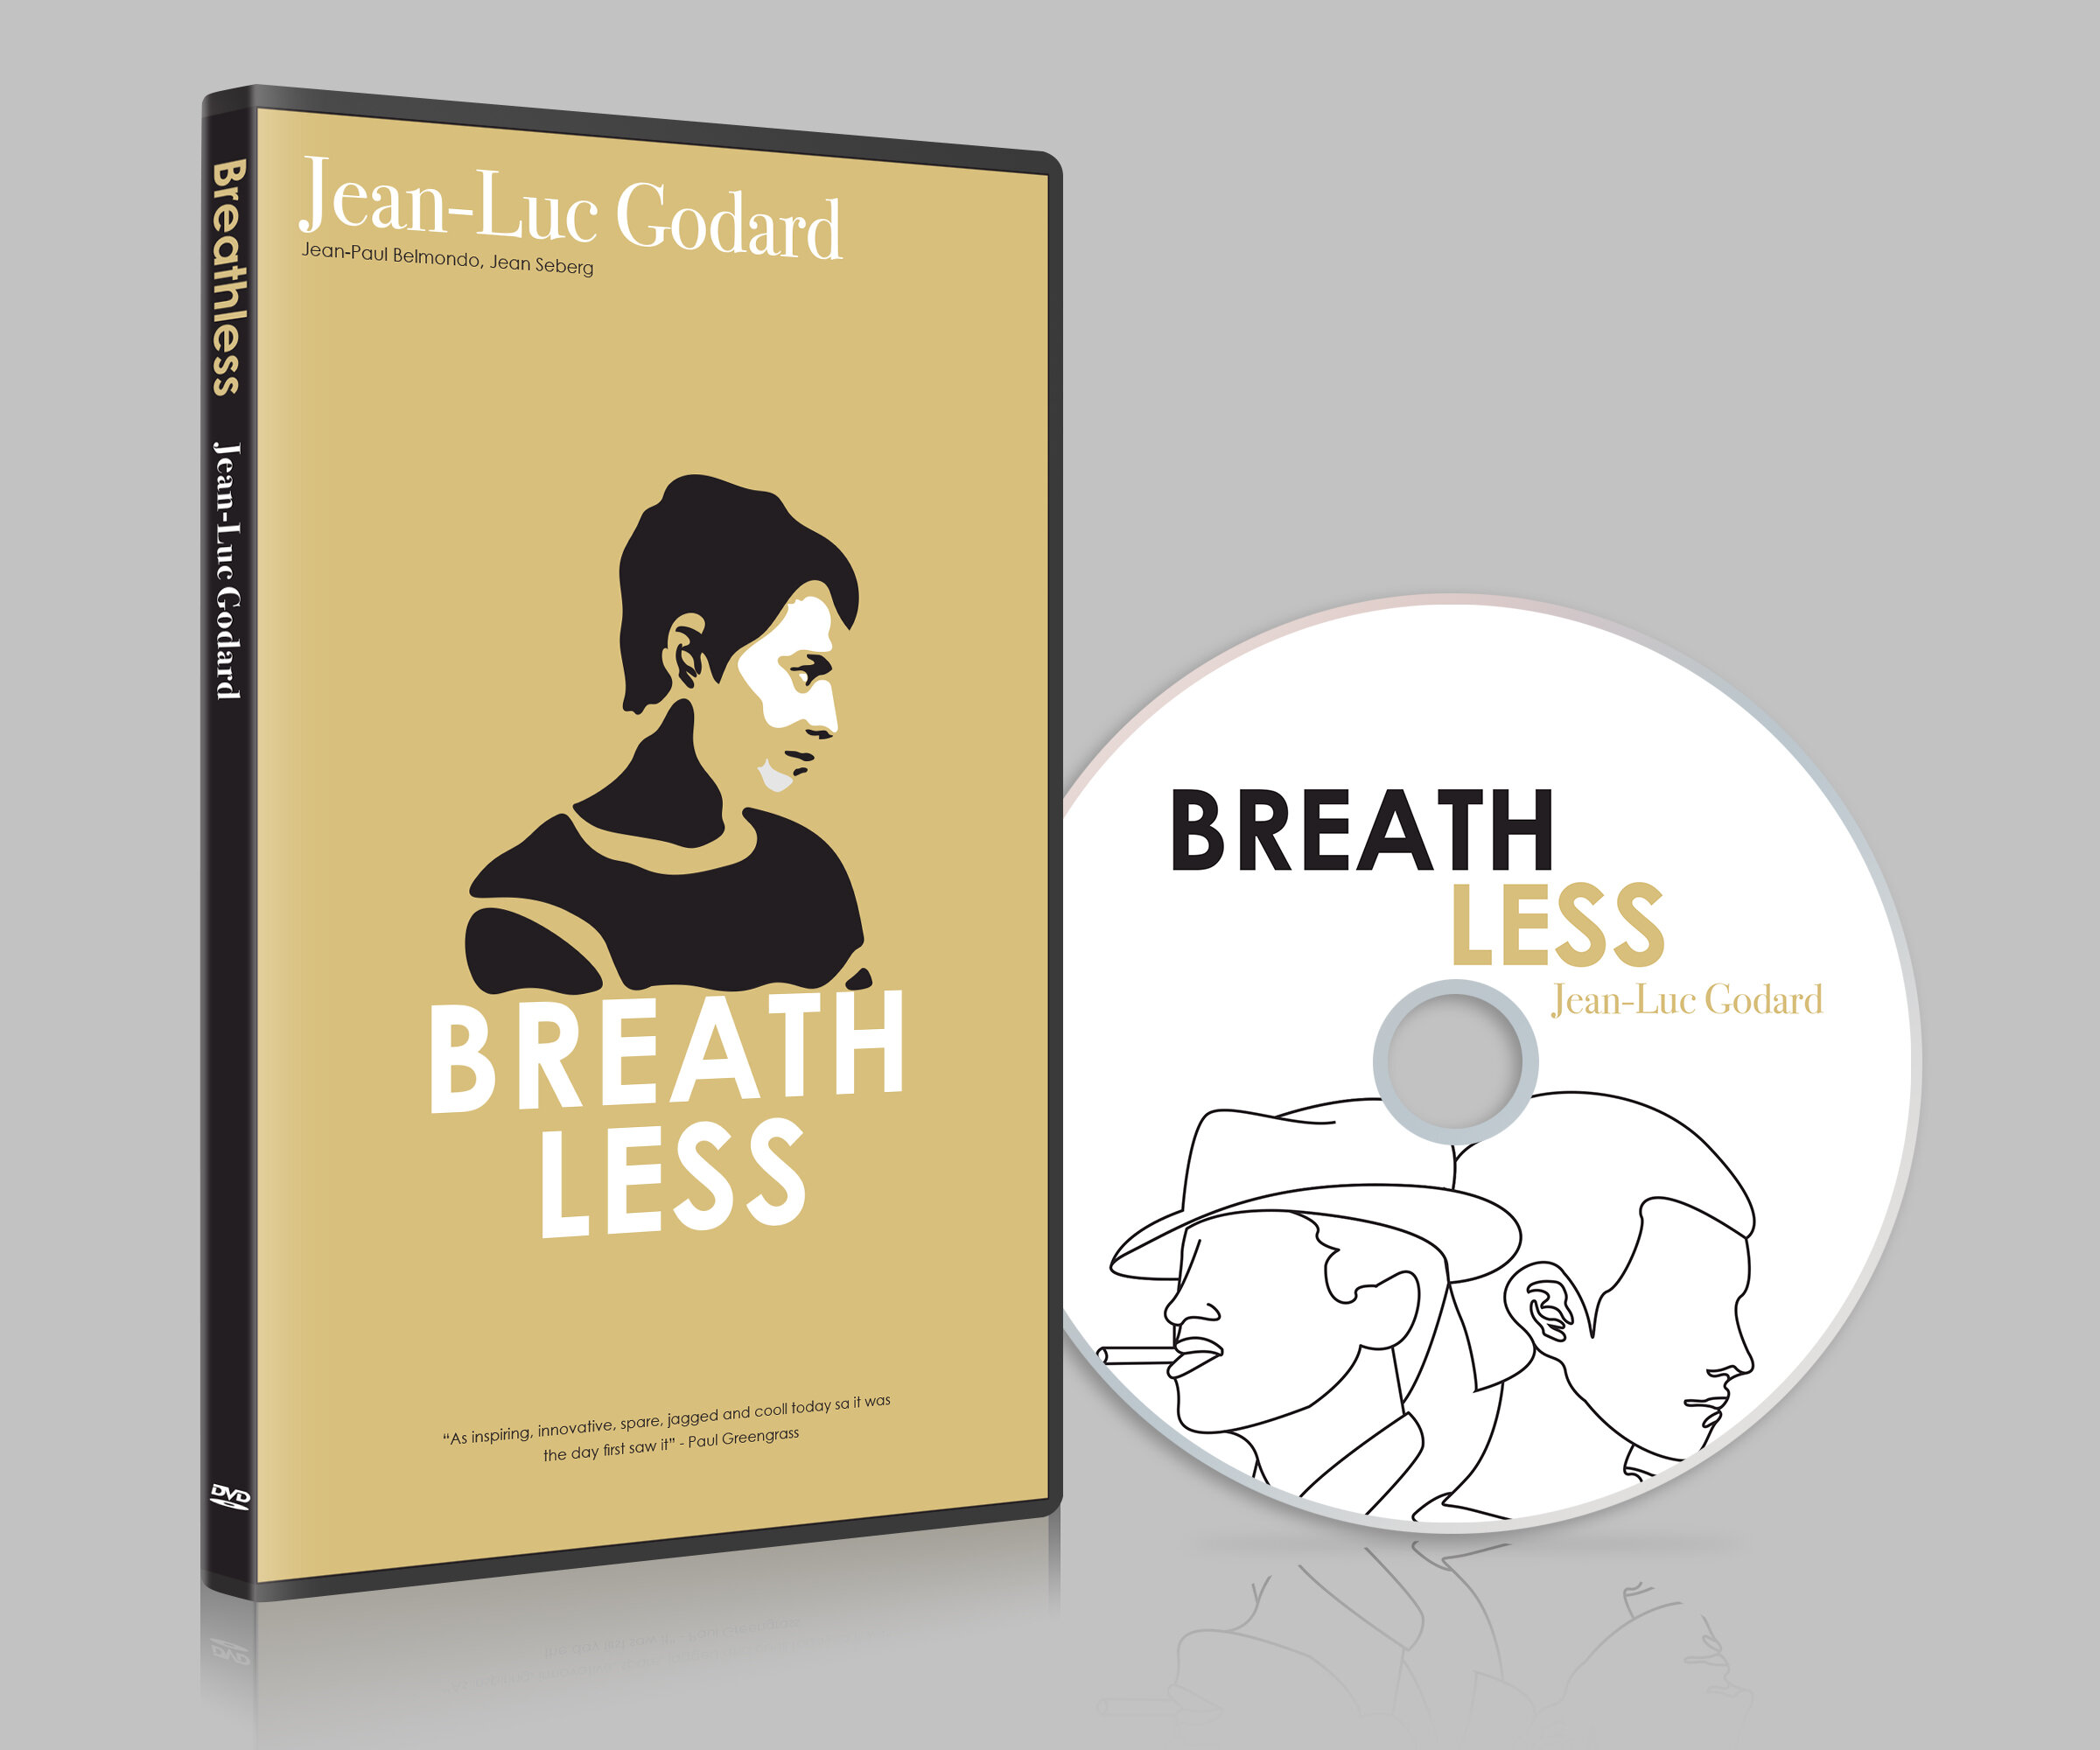 Breathless Jean-Luc Godard
DVD
Jean-Luc Godard
Jean-Paul Belmondo, Jean Seberg
BREATH
LESS
“As inspiring, innovative, spare, jagged and cooll today sa it was
the day first saw it” - Paul Greengrass
BREATH
LESS
Jean-Luc Godard